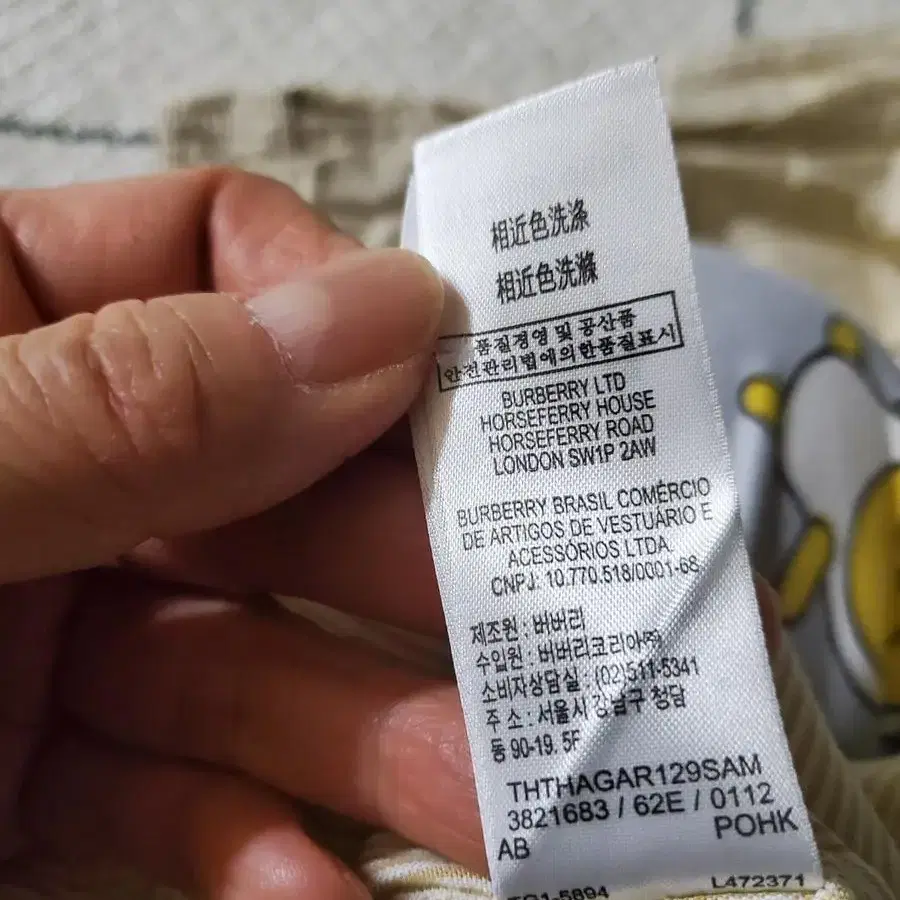 相近色洗涤
相近色洗滌
품질경영 및 공산품
안전관리법에의한품질표시
BURBERRY LTD
HORSEFERRY HOUSE
HORSEFERRY ROAD
LONDON SW1P 2AW
BURBERRY BRASIL COMÉRCIO
DE ARTIGOS DE VESTUÁRIO E
ACESSÓRIOS LTDA.
CNPJ: 10.770.518/0001-68
제조원 : 버버리
수입원 : 버버리코리아㈜
소비자상담실 : (02)511-5341
주 소 : 서울시 강남구 청담
동 90-19. 5F
THTHAGAR129SAM
3821683 / 62E / 0112
POHK
AB
L472371